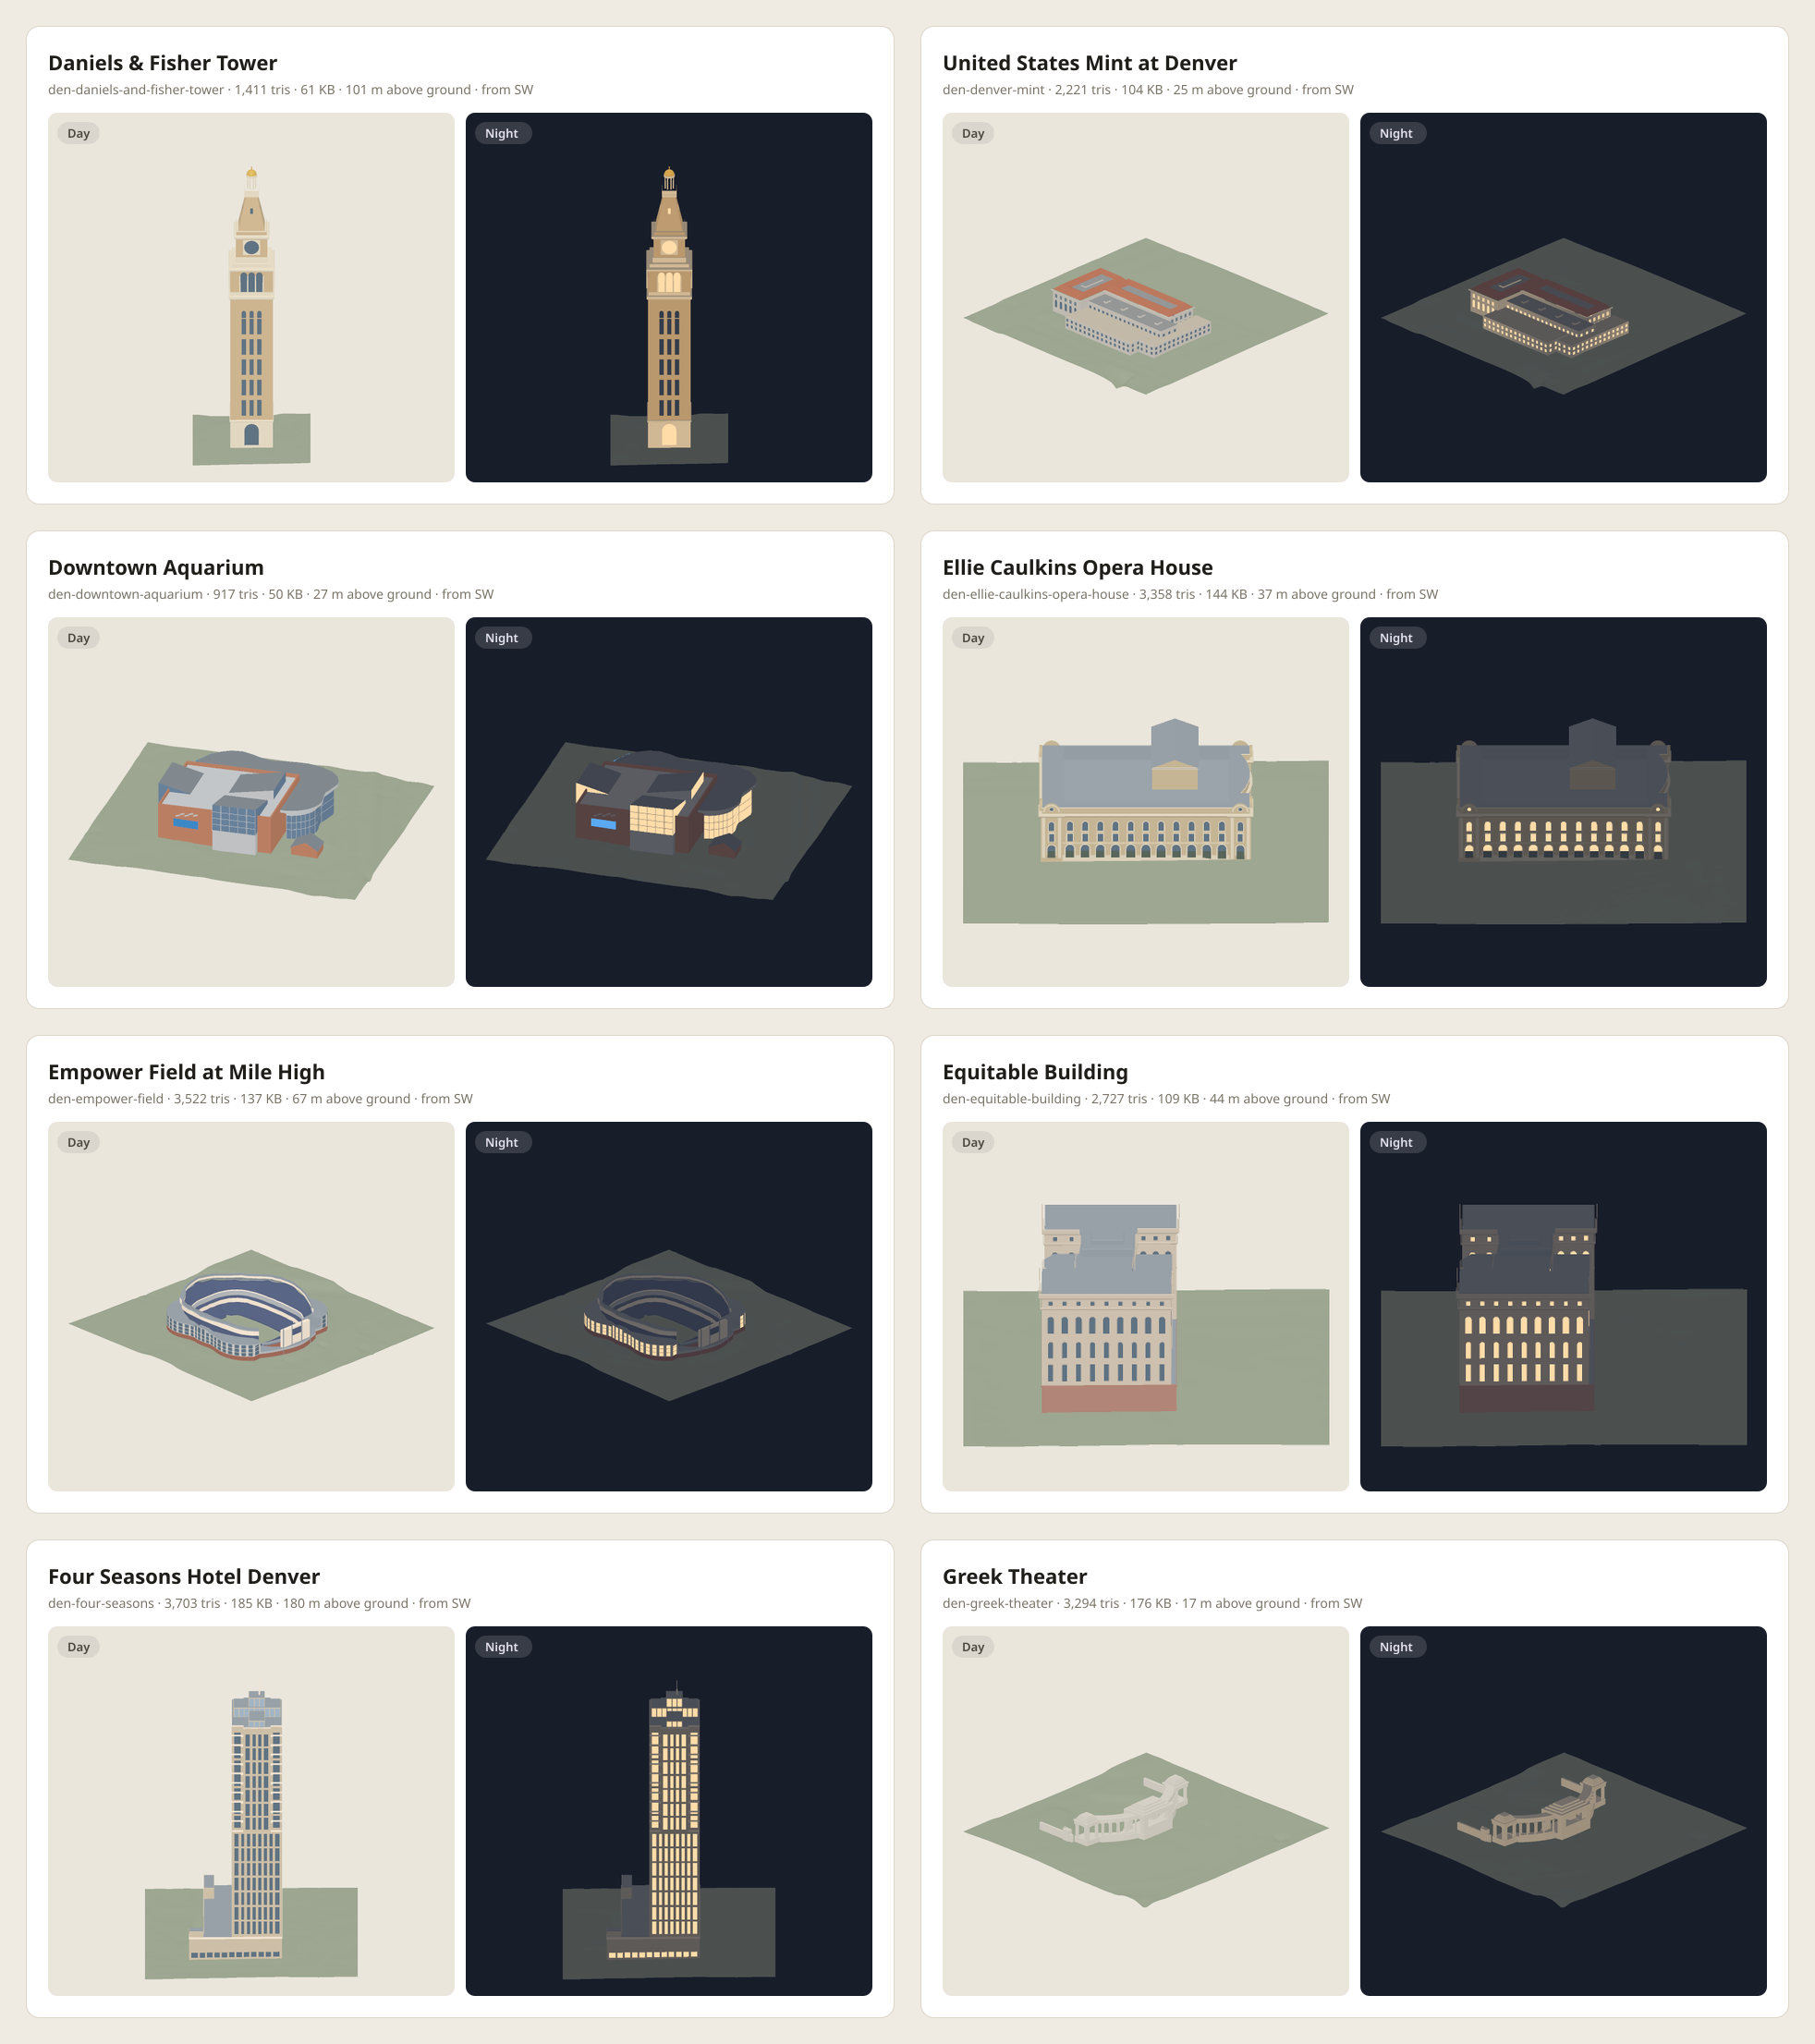 Daniels & Fisher Tower
den-daniels-and-fisher-tower · 1,411 tris · 61 KB · 101 m above ground · from SW
Day
Night
United States Mint at Denver
den-denver-mint · 2,221 tris · 104 KB · 25 m above ground · from SW
Day
Night
Downtown Aquarium
den-downtown-aquarium · 917 tris · 50 KB · 27 m above ground · from SW
Day
Night
Ellie Caulkins Opera House
den-ellie-caulkins-opera-house · 3,358 tris · 144 KB · 37 m above ground · from SW
Day
Night
Empower Field at Mile High
den-empower-field · 3,522 tris · 137 KB · 67 m above ground · from SW
Day
Night
Equitable Building
den-equitable-building · 2,727 tris · 109 KB · 44 m above ground · from SW
Day
Night
Four Seasons Hotel Denver
den-four-seasons · 3,703 tris · 185 KB · 180 m above ground · from SW
Day
Night
Greek Theater
den-greek-theater · 3,294 tris · 176 KB · 17 m above ground · from SW
Day
Night